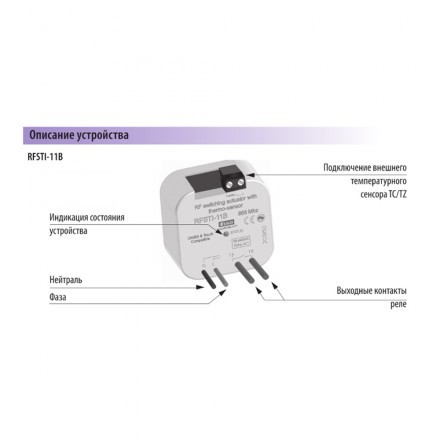 Описание устройства
RFSTI-11B
Подключение внешнего
температурного
сенсора TC/TZ
RF switching actuator with
thermo-sensor
RFSTI-11B
868 MHz
Индикация состояния
устройства
Нейтраль
Фаза
Выходные контакты
реле